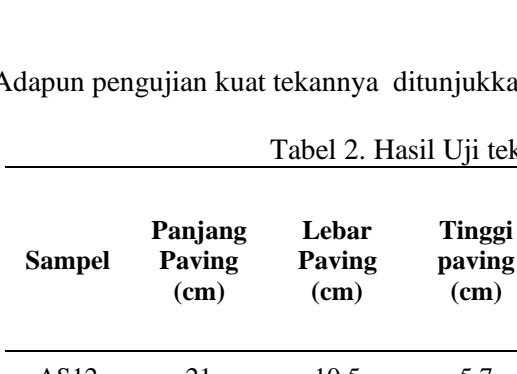 Adapun pengujian kuat tekannya ditunjukka
Tabel 2. Hasil Uji tek
Sampel Panjang Paving (cm) Lebar Paving (cm) Tinggi paving (cm)
AS12 21 10,5 5,7